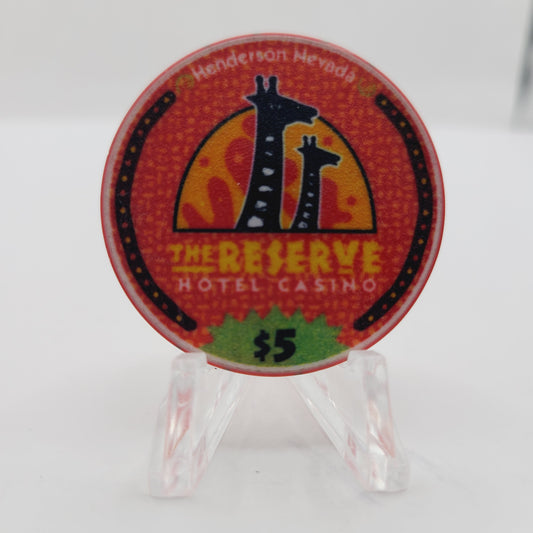 Henderson Nevada
THE RESERVE
HOTEL CASINO
$5